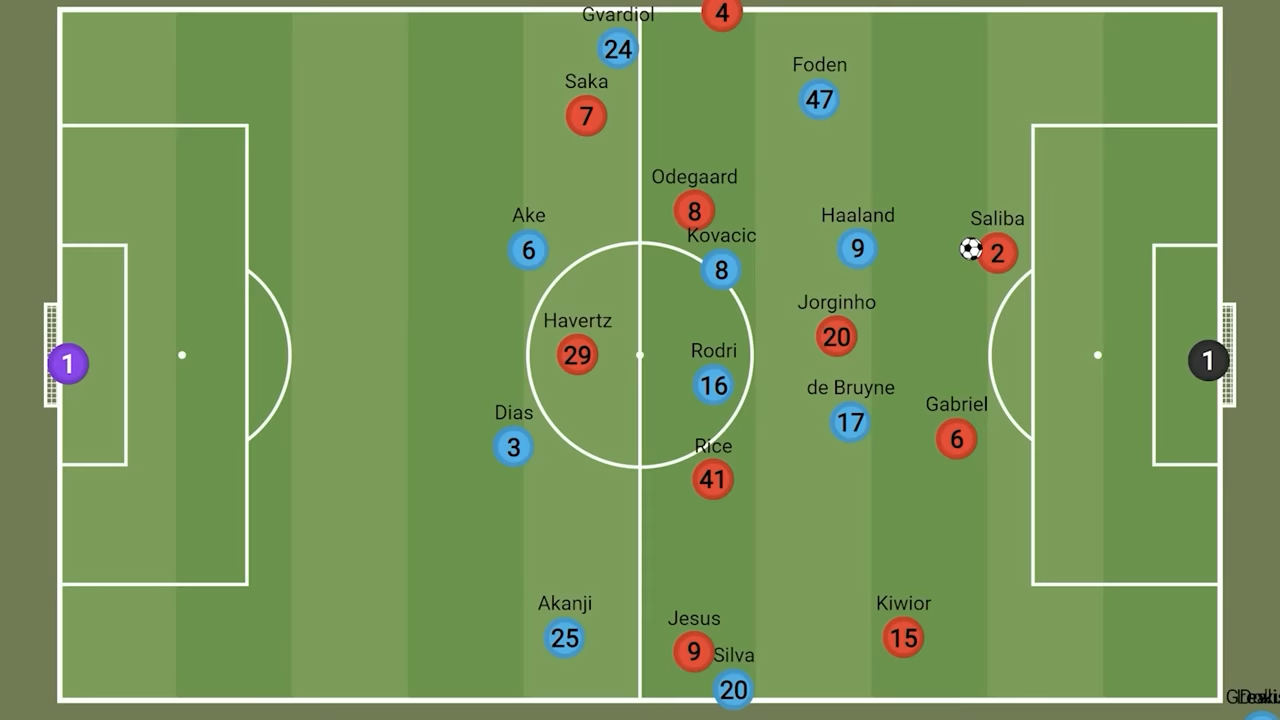 Gvardiol
4
24
Foden
Saka
47
7
Odegaard
8
Ake
Kovacic
Haaland
Saliba
6
8
9
2
Jorginho
Havertz
20
29
Rodri
1
1
16
de Bruyne
Dias
17
Gabriel
3
Rice
6
41
Akanji
Kiwior
25
Jesus
15
9
Silva
20